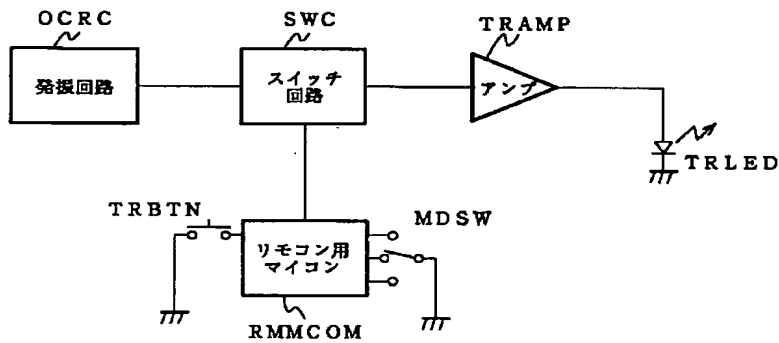 OCRC
SWC
TRAMP
発振回路
スイッチ
回路
アンプ
TRLED
TRBTN
MDSW
リモコン用
マイコン
RMMCOM